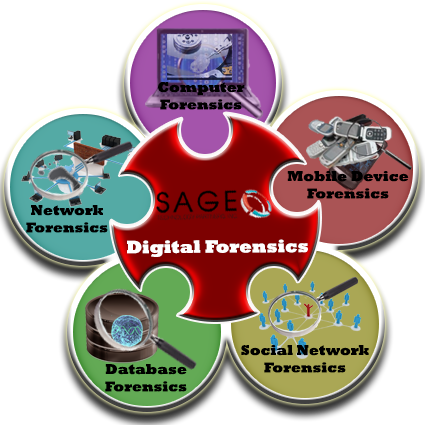 Computer
Forensics
Mobile Device
Forensics
Network
Forensics
SAGE
Digital Forensics
Database
Forensics
Social Network
Forensics